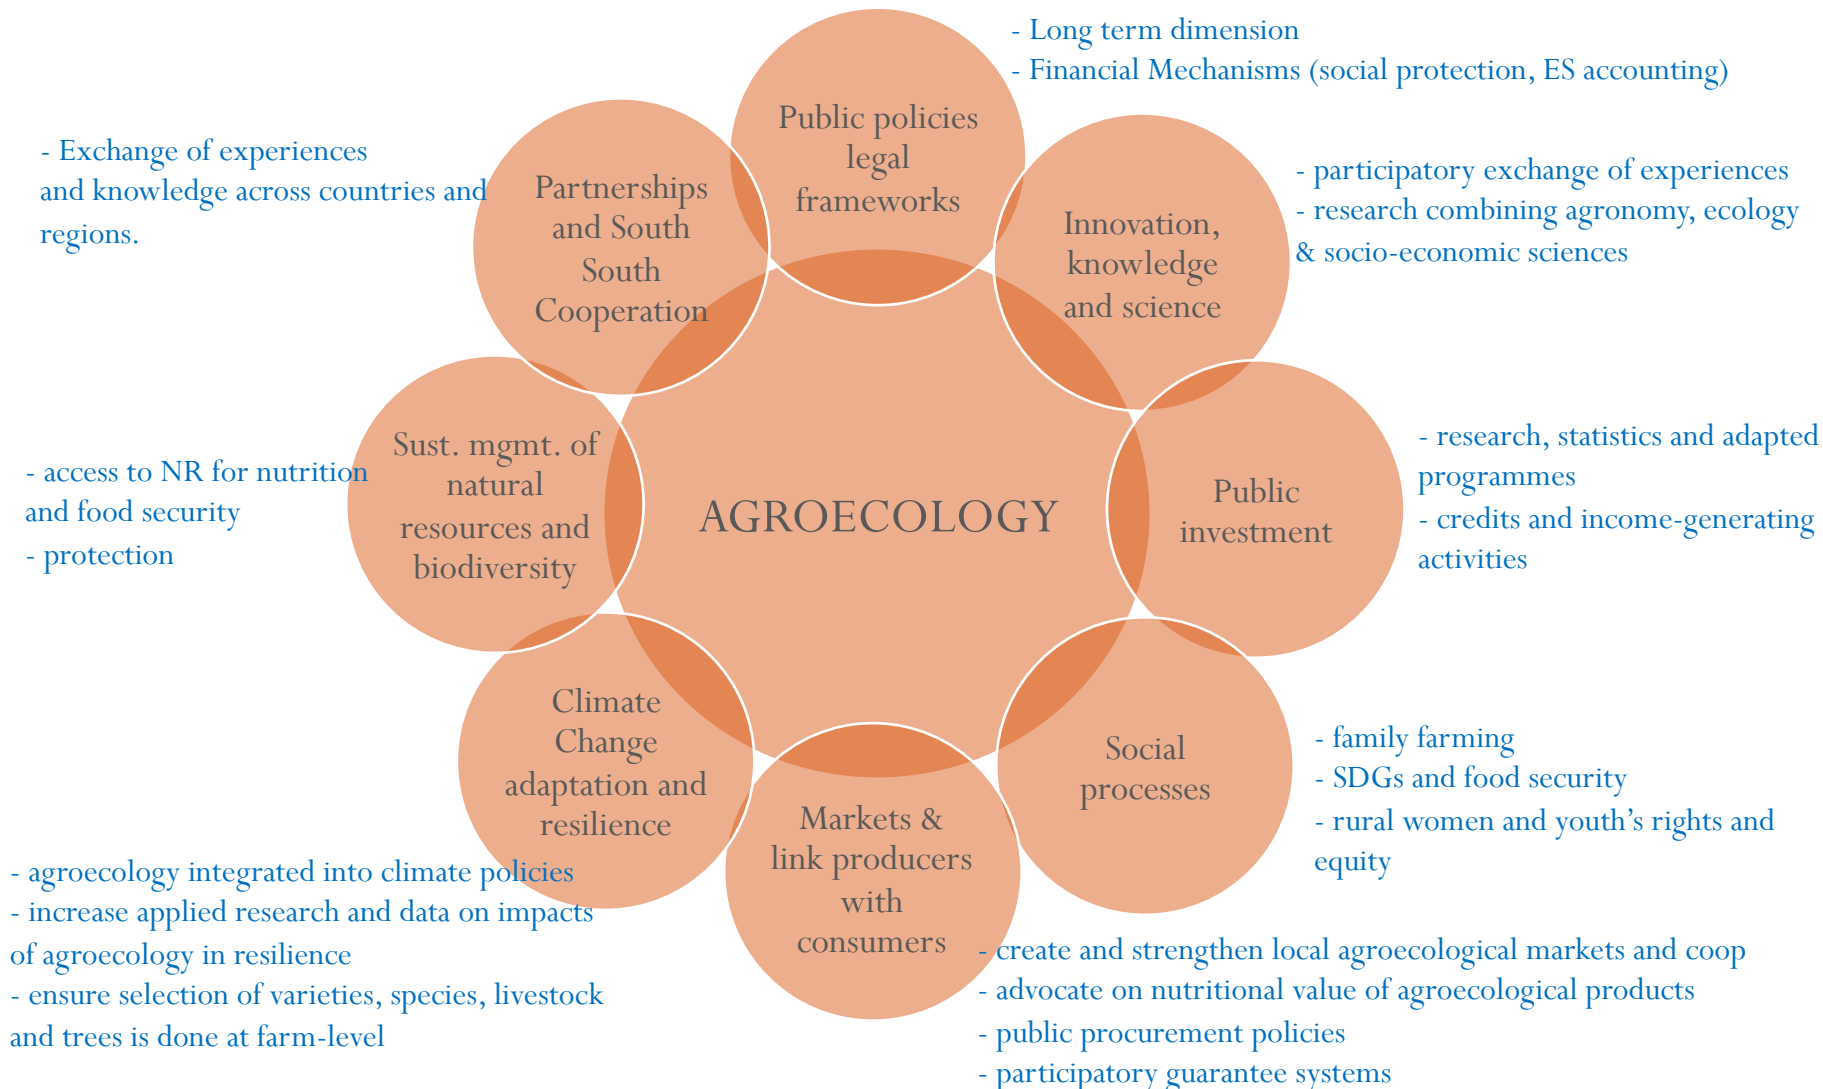 - Long term dimension
- Financial Mechanisms (social protection, ES accounting)
Public policies
legal
frameworks
- Exchange of experiences
and knowledge across countries and
regions.
Partnerships
and South
South
Cooperation
Innovation,
knowledge
and science
- participatory exchange of experiences
- research combining agronomy, ecology
& socio-economic sciences
Sust. mgmt. of
natural
resources and
biodiversity
- access to NR for nutrition
and food security
- protection
AGROECOLOGY
Public
investment
- research, statistics and adapted
programmes
- credits and income-generating
activities
Climate
Change
adaptation and
resilience
- agroecology integrated into climate policies
- increase applied research and data on impacts
of agroecology in resilience
- ensure selection of varieties, species, livestock
and trees is done at farm-level
Markets &
link producers
with
consumers
Social
processes
- family farming
- SDGs and food security
- rural women and youth’s rights and
equity
- create and strengthen local agroecological markets and coop
- advocate on nutritional value of agroecological products
- public procurement policies
- participatory guarantee systems